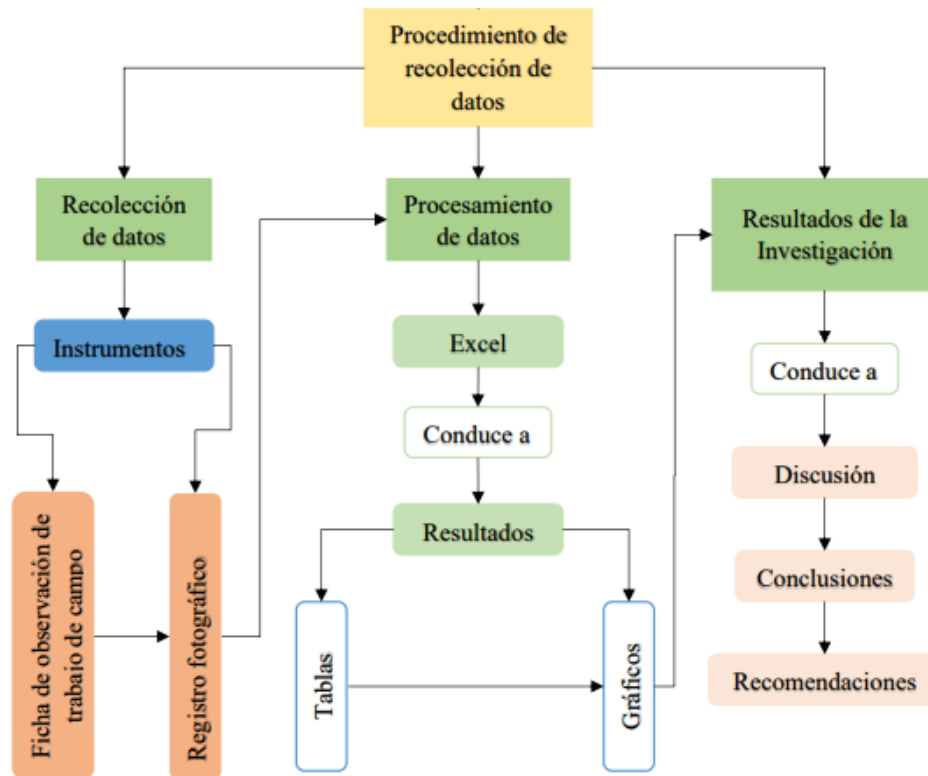 Procedimiento de
recolección de
datos
Recolección
de datos
Procesamiento
de datos
Resultados de la
Investigación
Instrumentos
Excel
Conduce a
Conduce a
Discusión
Resultados
Conclusiones
Recomendaciones
Ficha de observación de
trabajo de campo
Registro fotográfico
Tablas
Gráficos